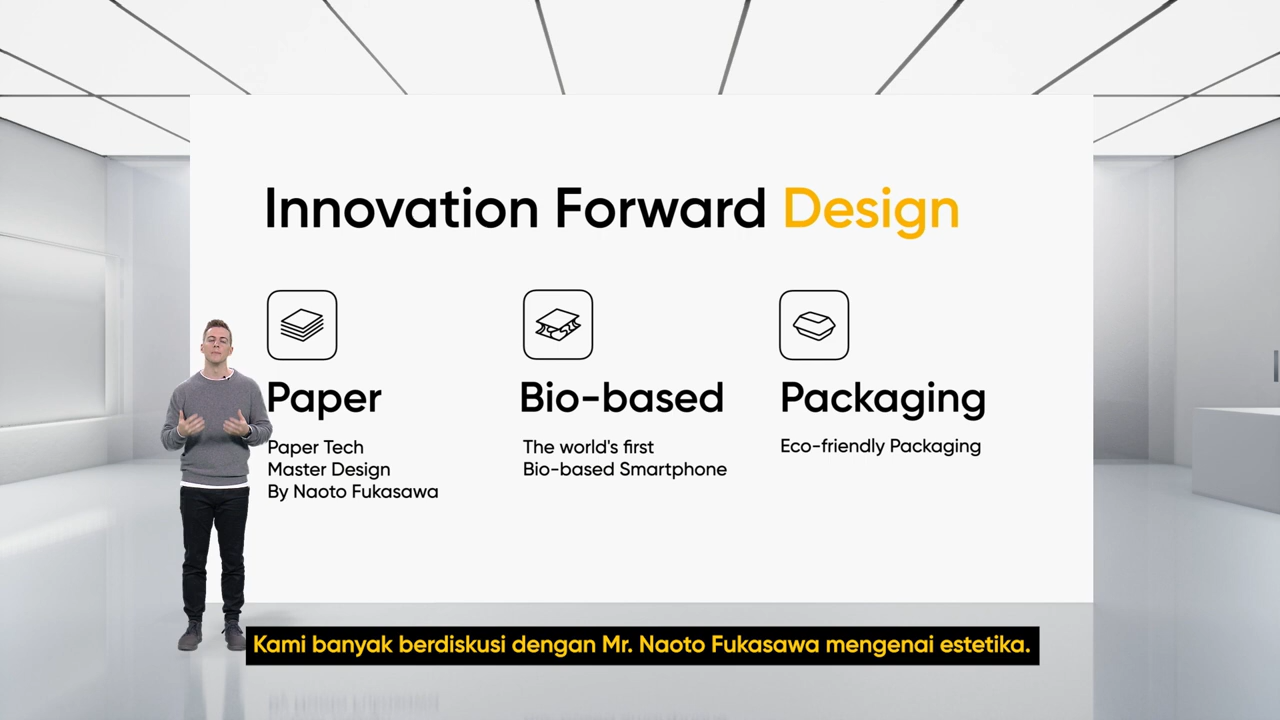 Innovation Forward Design
Paper
Paper Tech
Master Design
By Naoto Fukasawa
Bio-based
The world's first
Bio-based Smartphone
Packaging
Eco-friendly Packaging
Kami banyak berdiskusi dengan Mr. Naoto Fukasawa mengenai estetika.